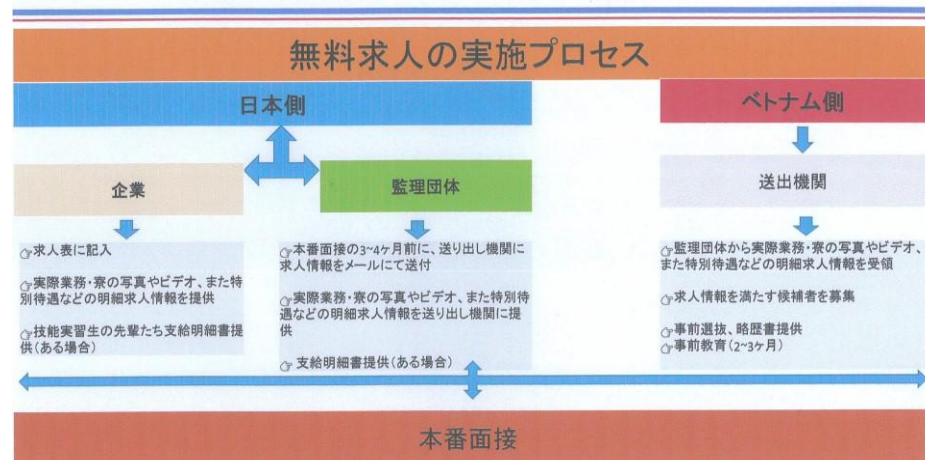 無料求人の実施プロセス
日本側
ベトナム側
企業
監理団体
送出機関
☞求人表に記入
☞実際業務・寮の写真やビデオ、また特
別待遇などの明細求人情報を提供
☞技能実習生の先輩たち支給明細書提
供(ある場合)
☞本番面接の3~4ヶ月前に、送り出し機関に
求人情報をメールにて送付
☞実際業務・寮の写真やビデオ、また特別待
遇などの明細求人情報を送り出し機関に提
供
☞ 支給明細書提供(ある場合)
☞監理団体から実際業務・寮の写真やビデオ、
また特別待遇などの明細求人情報を受領
☞求人情報を満たす候補者を募集
☞事前選抜、略歴書提供
☞事前教育(2~3ヶ月)
本番面接